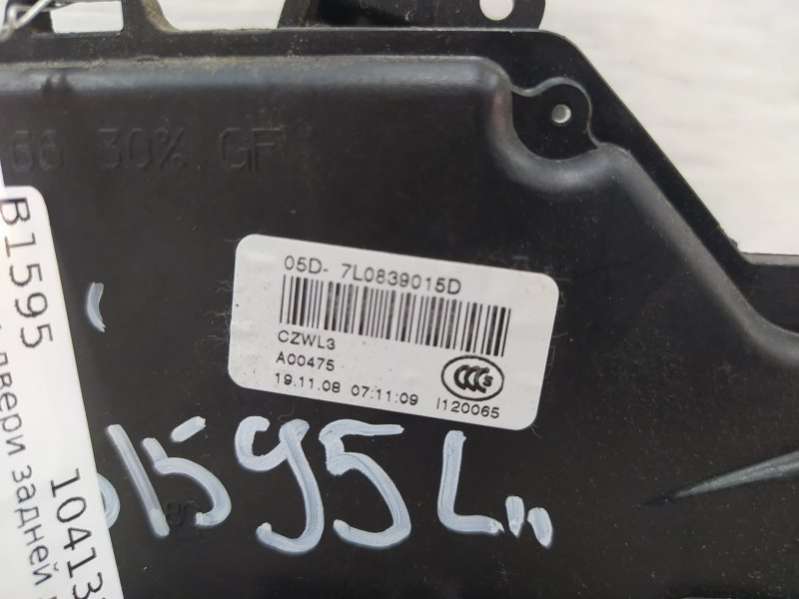 66 30% GF
05D- 7L0839015D
CZWL3
A00475
19.11.08 07:11:09 I120065
CCC S
B1595
двери задней
10413
1595L